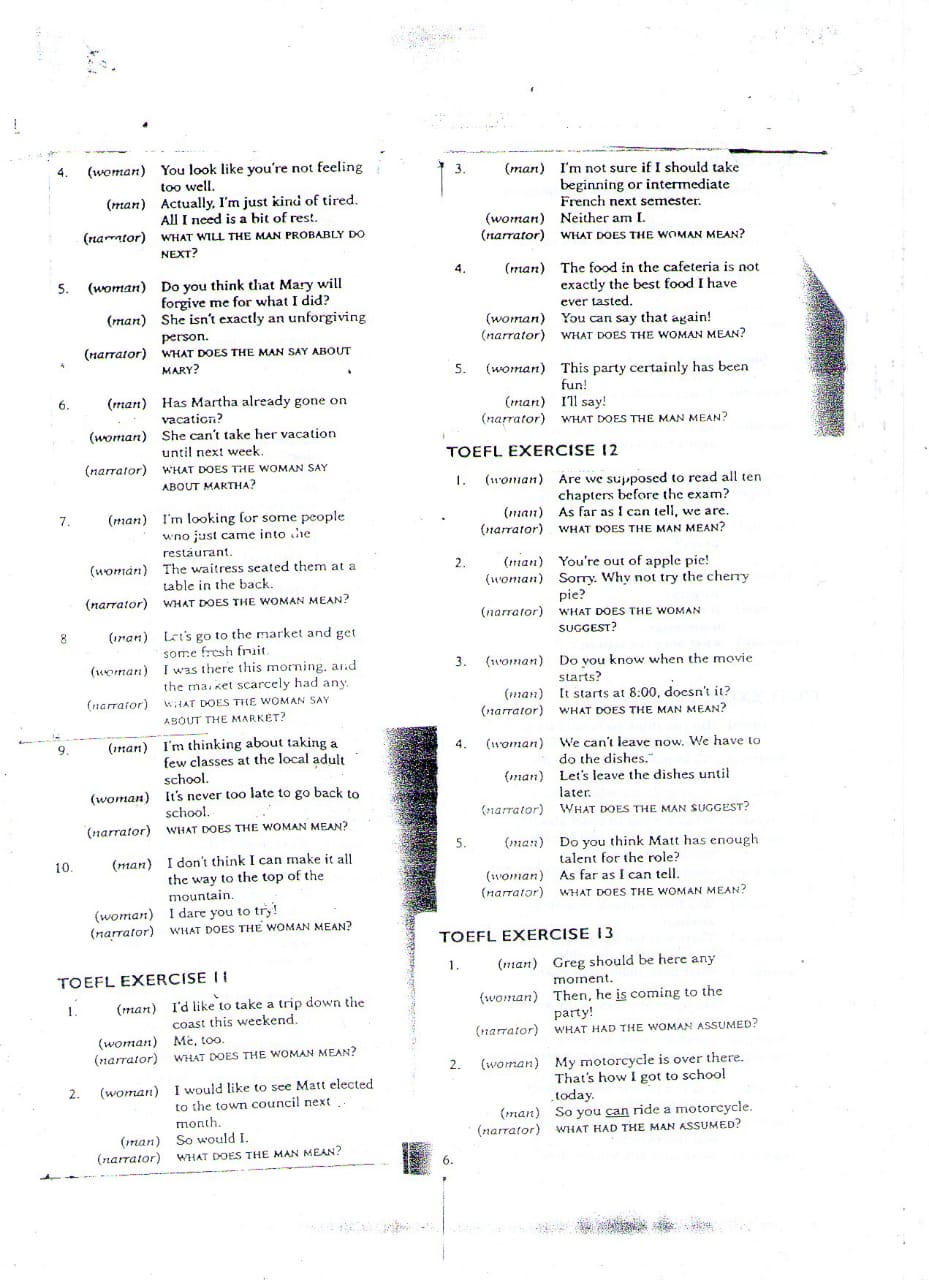 4. (woman) You look like you're not feeling
too well.
(man) Actually, I'm just kind of tired.
All I need is a bit of rest.
(narrator) WHAT WILL THE MAN PROBABLY DO
NEXT?
5. (woman) Do you think that Mary will
forgive me for what I did?
(man) She isn't exactly an unforgiving
person.
(narrator) WHAT DOES THE MAN SAY ABOUT
MARY?
6. (man) Has Martha already gone on
vacation?
(woman) She can't take her vacation
until next week.
(narrator) WHAT DOES THE WOMAN SAY
ABOUT MARTHA?
7. (man) I'm looking for some people
who just came into the
restaurant.
(woman) The waitress seated them at a
table in the back.
(narrator) WHAT DOES THE WOMAN MEAN?
8 (man) Let's go to the market and get
some fresh fruit.
(woman) I was there this morning, and
the market scarcely had any.
(narrator) WHAT DOES THE WOMAN SAY
ABOUT THE MARKET?
9. (man) I'm thinking about taking a
few classes at the local adult
school.
(woman) It's never too late to go back to
school.
(narrator) WHAT DOES THE WOMAN MEAN?
10. (man) I don't think I can make it all
the way to the top of the
mountain.
(woman) I dare you to try!
(narrator) WHAT DOES THE WOMAN MEAN?
TOEFL EXERCISE 11
1. (man) I'd like to take a trip down the
coast this weekend.
(woman) Me, too.
(narrator) WHAT DOES THE WOMAN MEAN?
2. (woman) I would like to see Matt elected
to the town council next
month.
(man) So would I.
(narrator) WHAT DOES THE MAN MEAN?
3. (man) I'm not sure if I should take
beginning or intermediate
French next semester.
(woman) Neither am I.
(narrator) WHAT DOES THE WOMAN MEAN?
4. (man) The food in the cafeteria is not
exactly the best food I have
ever tasted.
(woman) You can say that again!
(narrator) WHAT DOES THE WOMAN MEAN?
5. (woman) This party certainly has been
fun!
(man) I'll say!
(narrator) WHAT DOES THE MAN MEAN?
TOEFL EXERCISE 12
1. (woman) Are we supposed to read all ten
chapters before the exam?
(man) As far as I can tell, we are.
(narrator) WHAT DOES THE MAN MEAN?
2. (man) You're out of apple pie!
(woman) Sorry. Why not try the cherry
pie?
(narrator) WHAT DOES THE WOMAN
SUGGEST?
3. (woman) Do you know when the movie
starts?
(man) It starts at 8:00, doesn't it?
(narrator) WHAT DOES THE MAN MEAN?
4. (woman) We can't leave now. We have to
do the dishes.
(man) Let's leave the dishes until
later.
(narrator) WHAT DOES THE MAN SUGGEST?
5. (man) Do you think Matt has enough
talent for the role?
(woman) As far as I can tell.
(narrator) WHAT DOES THE WOMAN MEAN?
TOEFL EXERCISE 13
1. (man) Greg should be here any
moment.
(woman) Then, he is coming to the
party!
(narrator) WHAT HAD THE WOMAN ASSUMED?
2. (woman) My motorcycle is over there.
That's how I got to school
today.
(man) So you can ride a motorcycle.
(narrator) WHAT HAD THE MAN ASSUMED?
6.